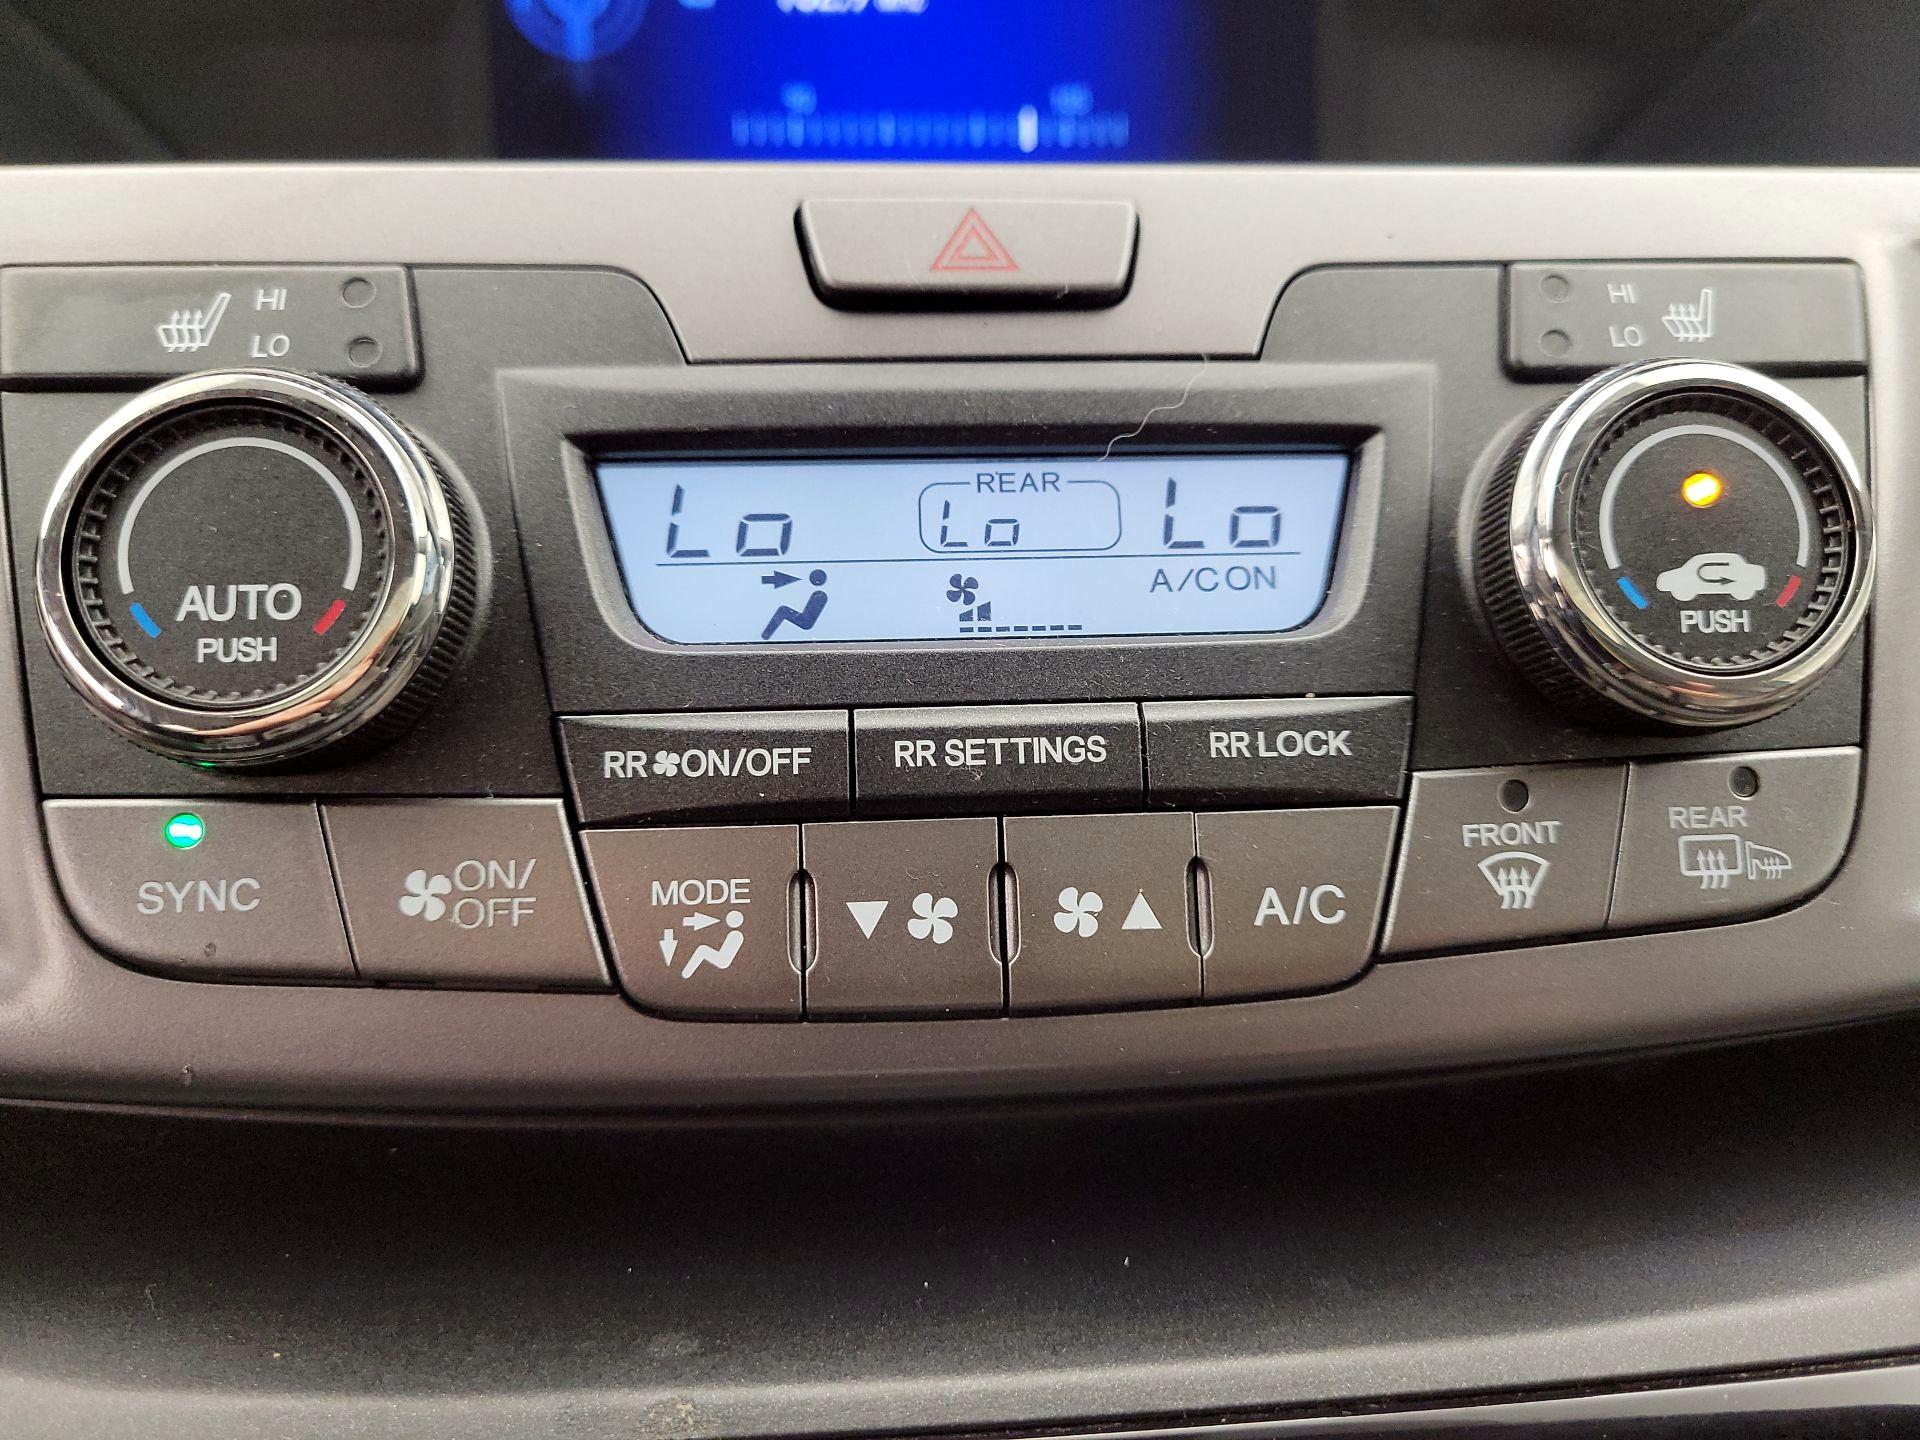 HI
LO
HI
LO
Lo
REAR
Lo
Lo
A/C ON
AUTO
PUSH
PUSH
RR ON/OFF
RR SETTINGS
RR LOCK
SYNC
ON/
OFF
MODE
A/C
FRONT
REAR